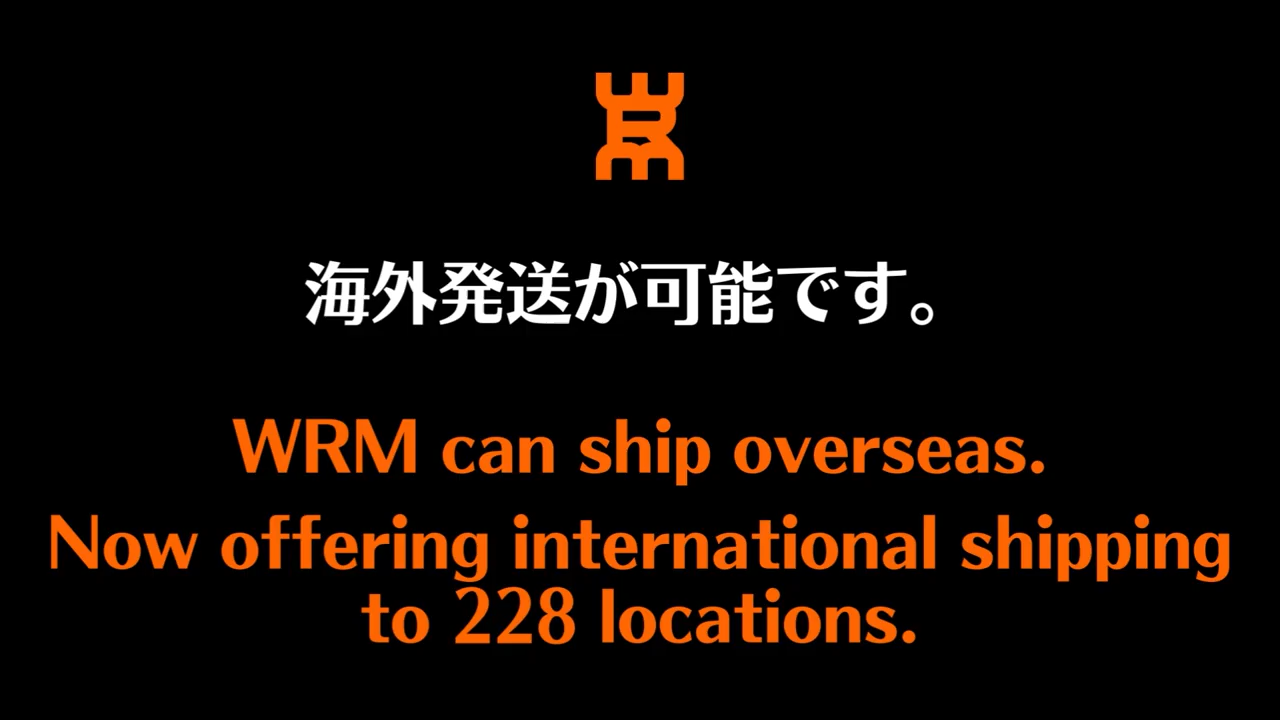 海外発送が可能です。
WRM can ship overseas.
Now offering international shipping
to 228 locations.